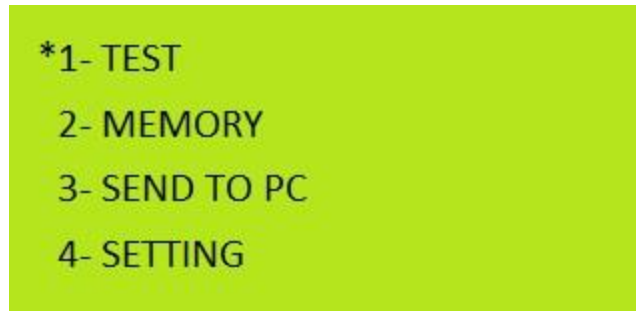 *1- TEST
2- MEMORY
3- SEND TO PC
4- SETTING